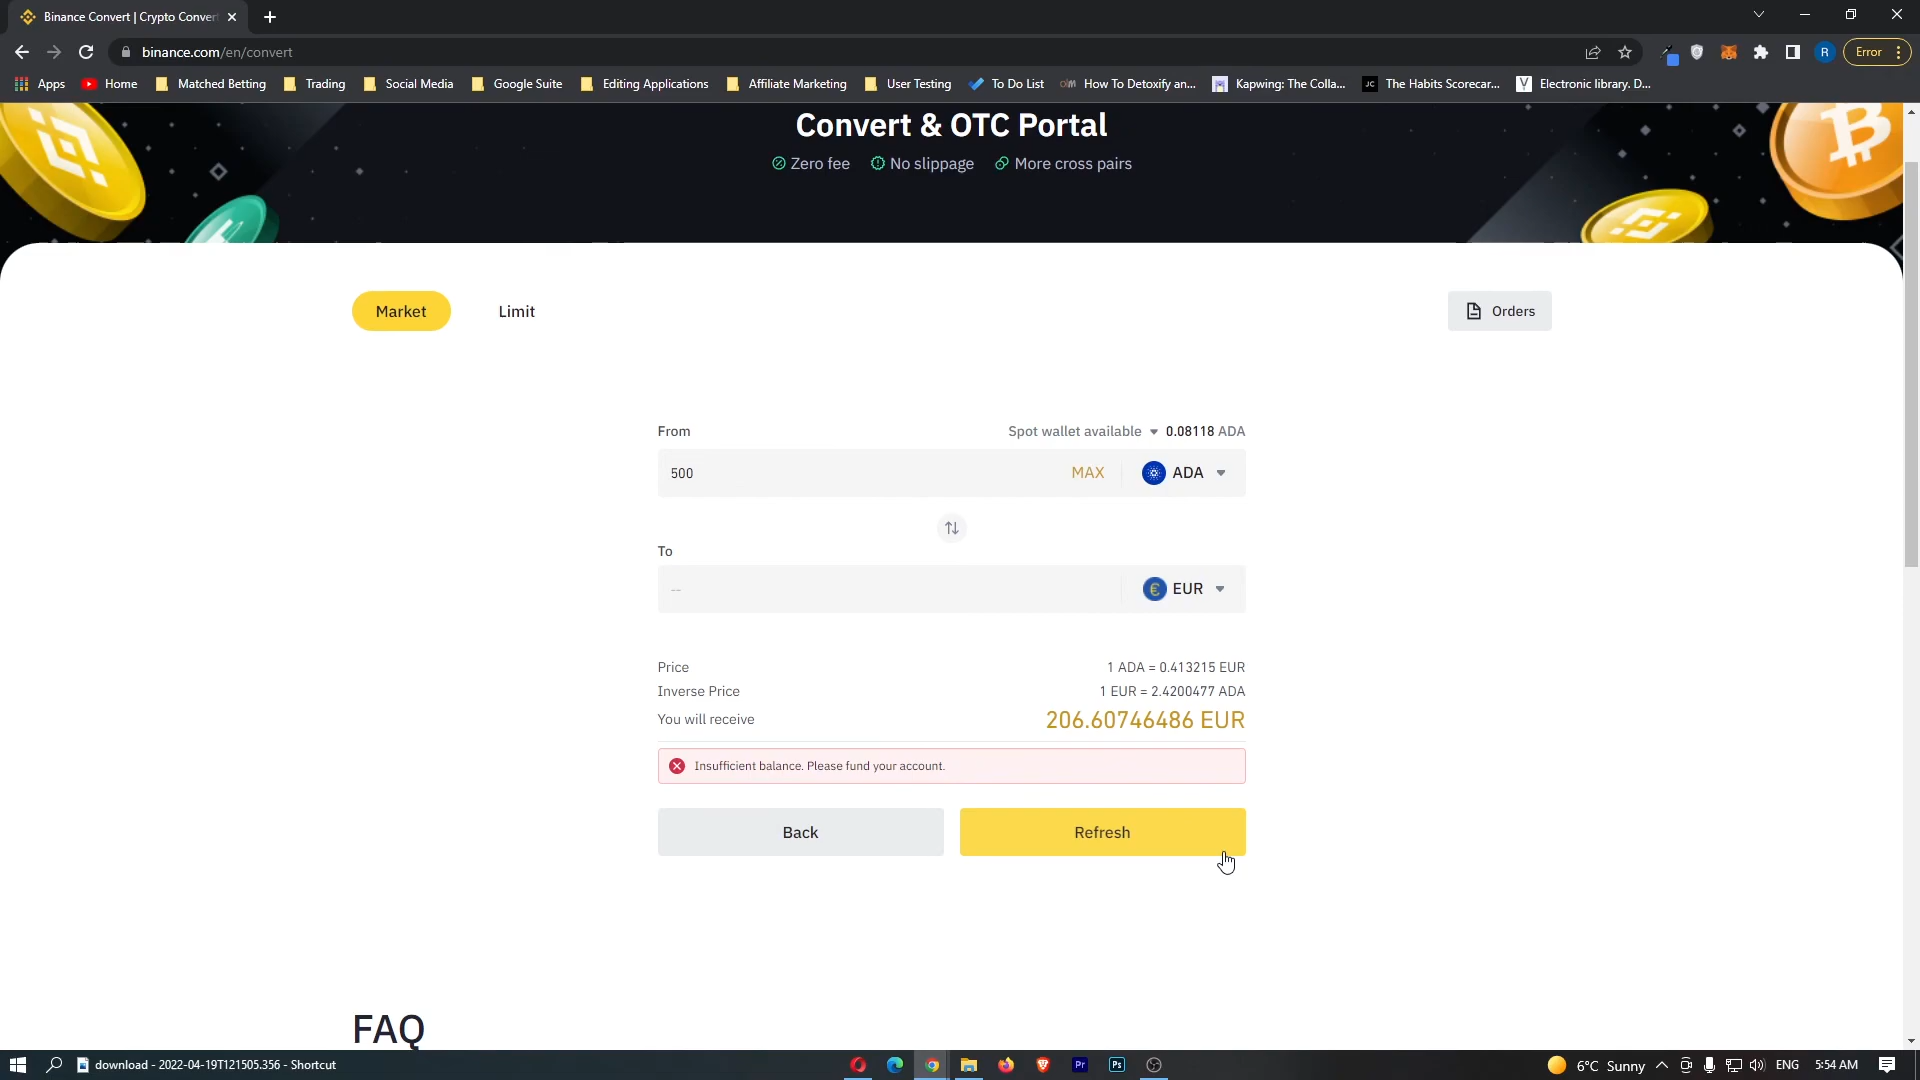 Binance Convert | Crypto Conver
binance.com/en/convert
R
Error
Apps
Home
Matched Betting
Trading
Social Media
Google Suite
Editing Applications
Affiliate Marketing
User Testing
To Do List
How To Detoxify an...
Kapwing: The Colla...
JC
The Habits Scorecar...
Electronic library. D...
Convert & OTC Portal
Zero fee
No slippage
More cross pairs
Market
Limit
Orders
From
Spot wallet available
0.08118 ADA
500
MAX
ADA
To
--
EUR
Price
1 ADA = 0.413215 EUR
Inverse Price
1 EUR = 2.4200477 ADA
You will receive
206.60746486 EUR
Insufficient balance. Please fund your account.
Back
Refresh
FAQ
download - 2022-04-19T121505.356 - Shortcut
Pr
Ps
6°C Sunny
ENG
5:54 AM